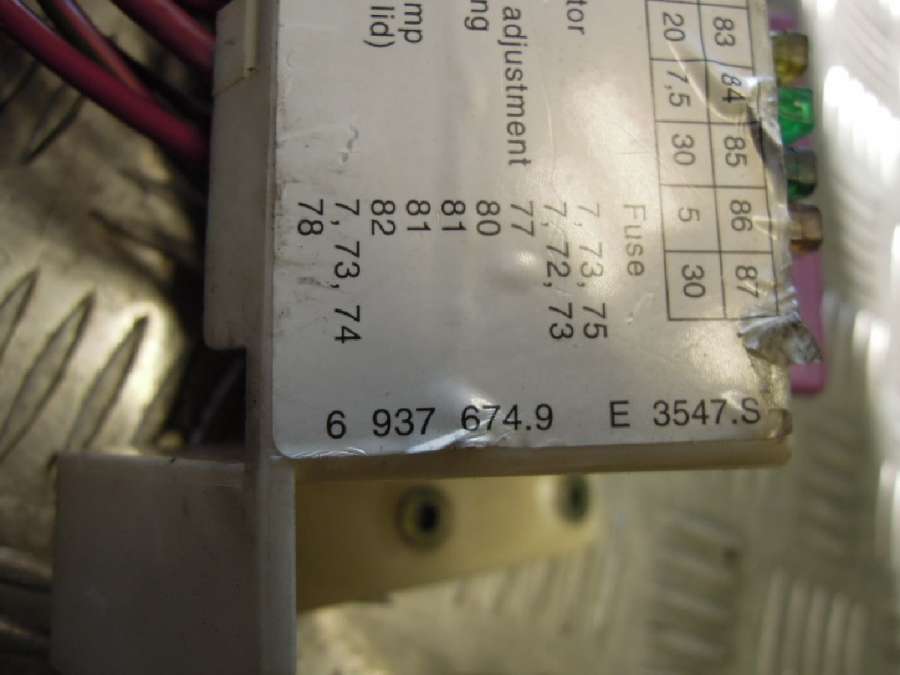 83 84 85 86 87
20 7,5 30 5 30
Fuse
tor 7, 73, 75
7, 72, 73
adjustment 77
ng 80
81
mp 81
lid) 82
7, 73, 74
78
6 937 674.9 E 3547.S